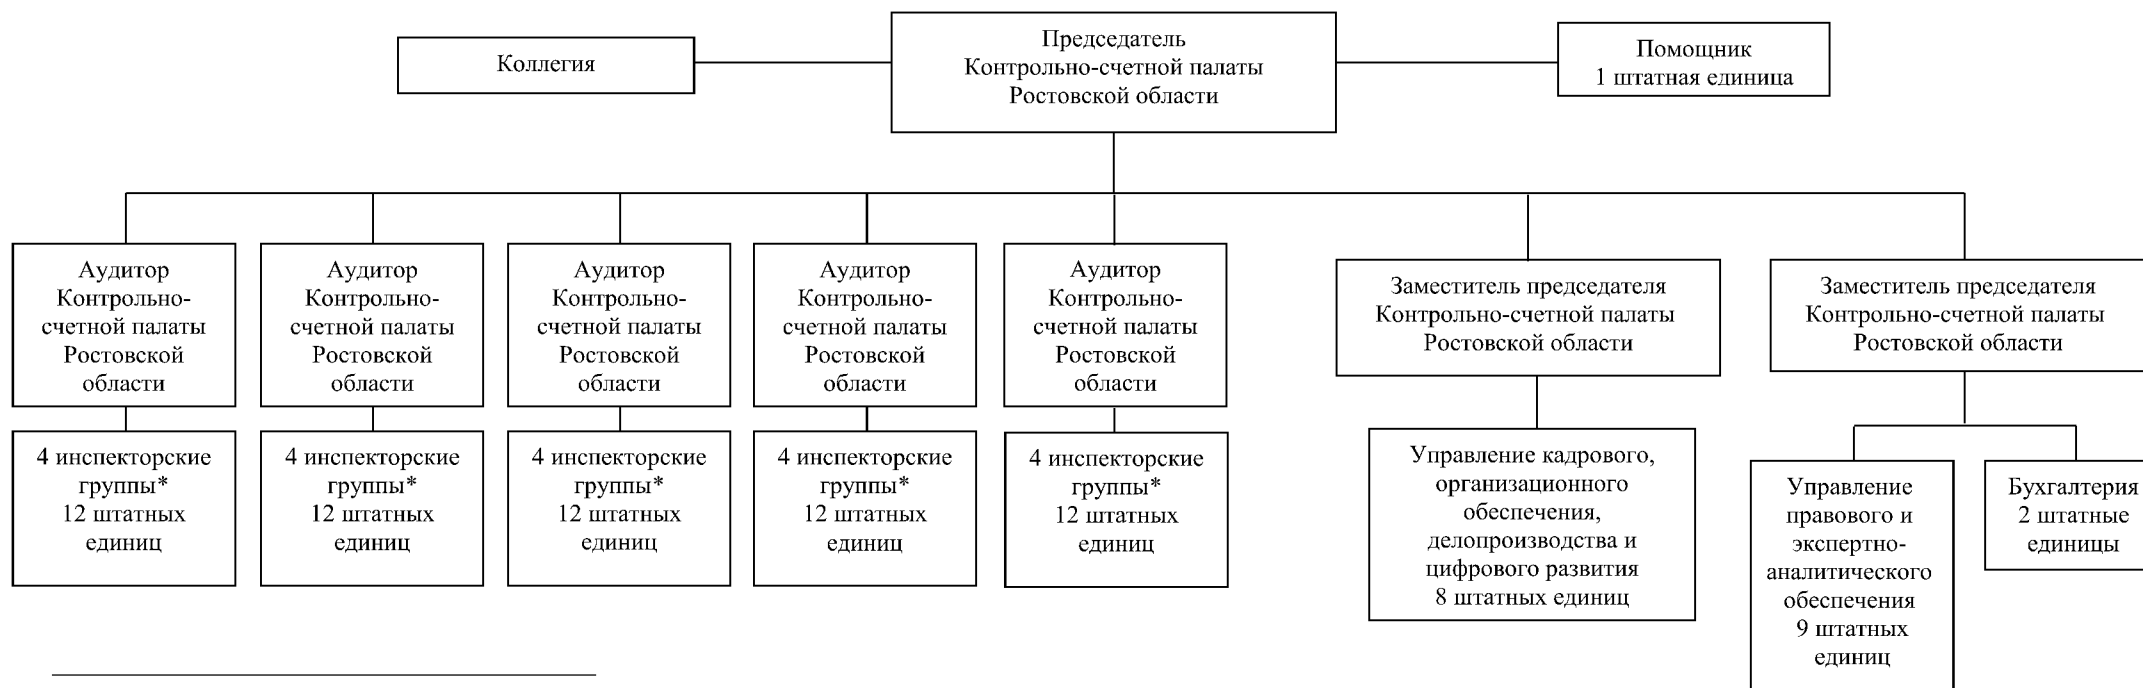 Коллегия
Председатель
Контрольно-счетной палаты
Ростовской области
Помощник
1 штатная единица
Аудитор
Контрольно-
счетной палаты
Ростовской
области
Аудитор
Контрольно-
счетной палаты
Ростовской
области
Аудитор
Контрольно-
счетной палаты
Ростовской
области
Аудитор
Контрольно-
счетной палаты
Ростовской
области
Аудитор
Контрольно-
счетной палаты
Ростовской
области
Заместитель председателя
Контрольно-счетной палаты
Ростовской области
Заместитель председателя
Контрольно-счетной палаты
Ростовской области
4 инспекторские
группы*
12 штатных
единиц
4 инспекторские
группы*
12 штатных
единиц
4 инспекторские
группы*
12 штатных
единиц
4 инспекторские
группы*
12 штатных
единиц
4 инспекторские
группы*
12 штатных
единиц
Управление кадрового,
организационного
обеспечения,
делопроизводства и
цифрового развития
8 штатных единиц
Управление
правового и
экспертно-
аналитического
обеспечения
9 штатных
единиц
Бухгалтерия
2 штатные
единицы